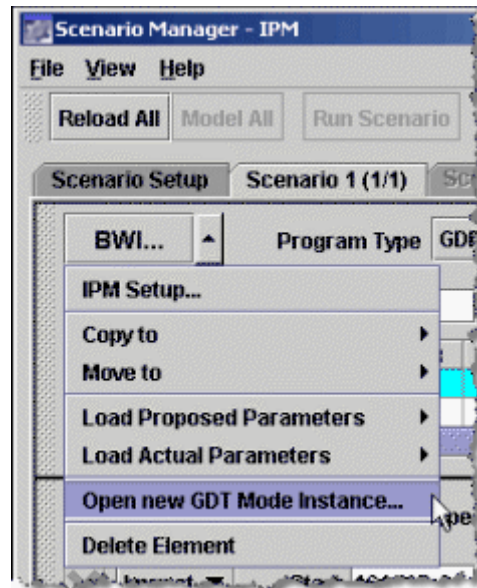 Scenario Manager - IPM
File View Help
Reload All Model All Run Scenario
Scenario Setup Scenario 1 (1/1)
BWI... Program Type
IPM Setup...
Copy to
Move to
Load Proposed Parameters
Load Actual Parameters
Open new GDT Mode Instance...
Delete Element